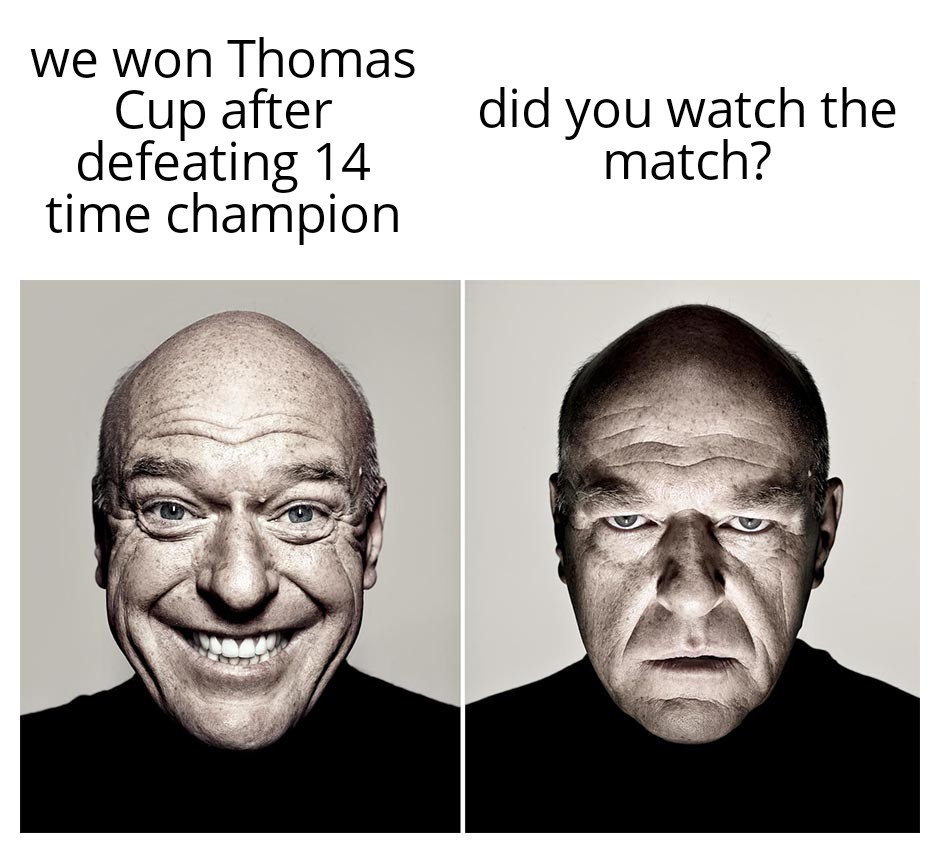 we won Thomas
Cup after
defeating 14
time champion
did you watch the
match?